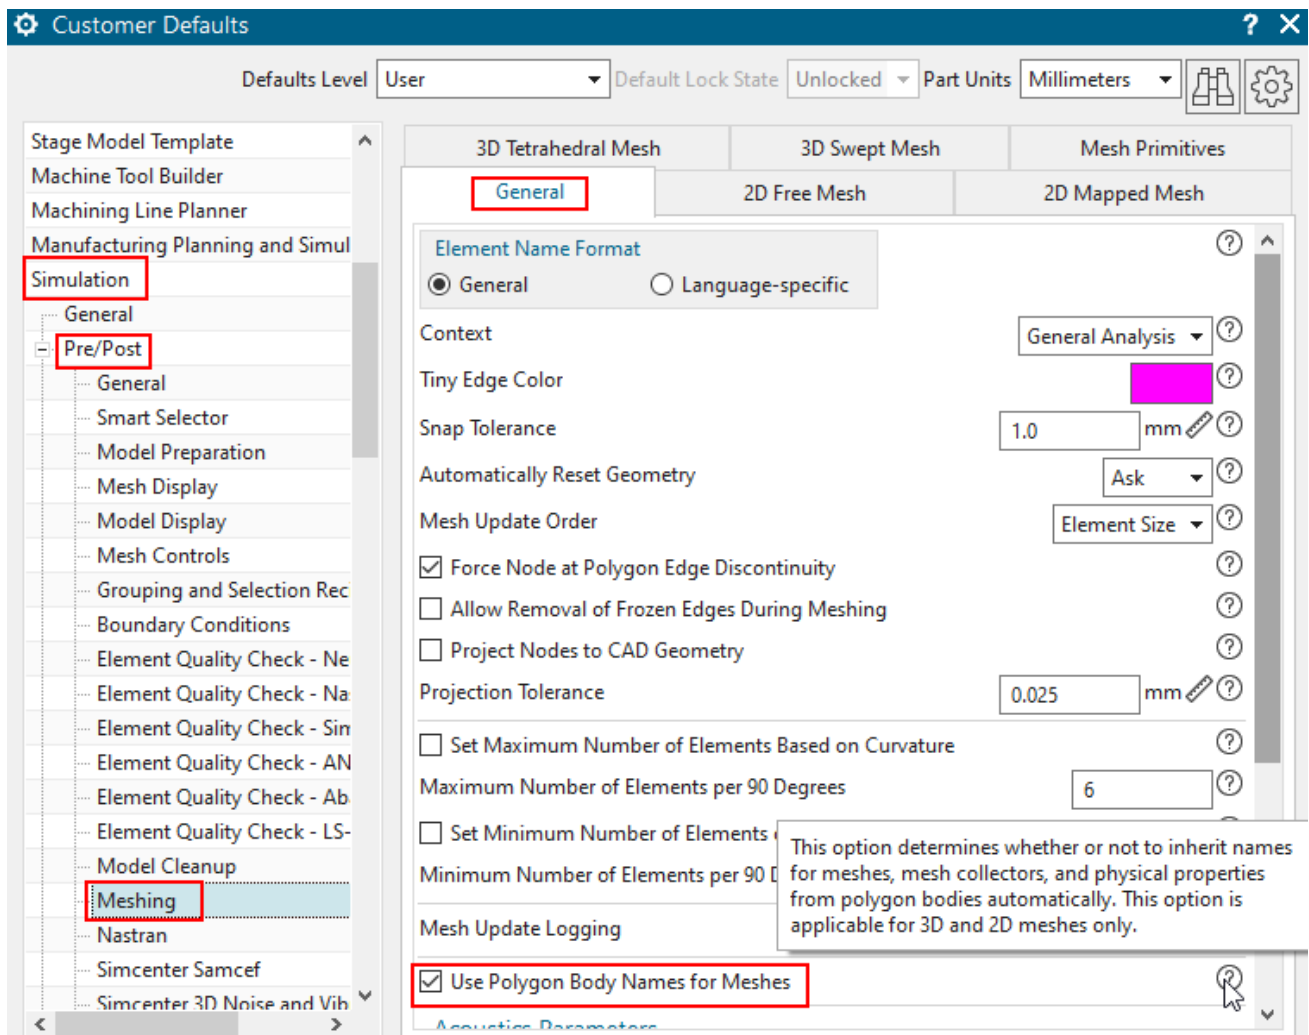 Customer Defaults
Defaults Level User Default Lock State Unlocked Part Units Millimeters
Stage Model Template
Machine Tool Builder
Machining Line Planner
Manufacturing Planning and Simul
Simulation
General
Pre/Post
General
Smart Selector
Model Preparation
Mesh Display
Model Display
Mesh Controls
Grouping and Selection Rec
Boundary Conditions
Element Quality Check - Ne
Element Quality Check - Na
Element Quality Check - Sim
Element Quality Check - AN
Element Quality Check - Ab
Element Quality Check - LS-
Model Cleanup
Meshing
Nastran
Simcenter Samcef
Simcenter 3D Noise and Vib
3D Tetrahedral Mesh 3D Swept Mesh Mesh Primitives
General 2D Free Mesh 2D Mapped Mesh
Element Name Format
General Language-specific
Context General Analysis
Tiny Edge Color
Snap Tolerance 1.0 mm
Automatically Reset Geometry Ask
Mesh Update Order Element Size
Force Node at Polygon Edge Discontinuity
Allow Removal of Frozen Edges During Meshing
Project Nodes to CAD Geometry
Projection Tolerance 0.025 mm
Set Maximum Number of Elements Based on Curvature
Maximum Number of Elements per 90 Degrees 6
Set Minimum Number of Elements
Minimum Number of Elements per 90 D
Mesh Update Logging
This option determines whether or not to inherit names
for meshes, mesh collectors, and physical properties
from polygon bodies automatically. This option is
applicable for 3D and 2D meshes only.
Use Polygon Body Names for Meshes
Acoustics Parameters